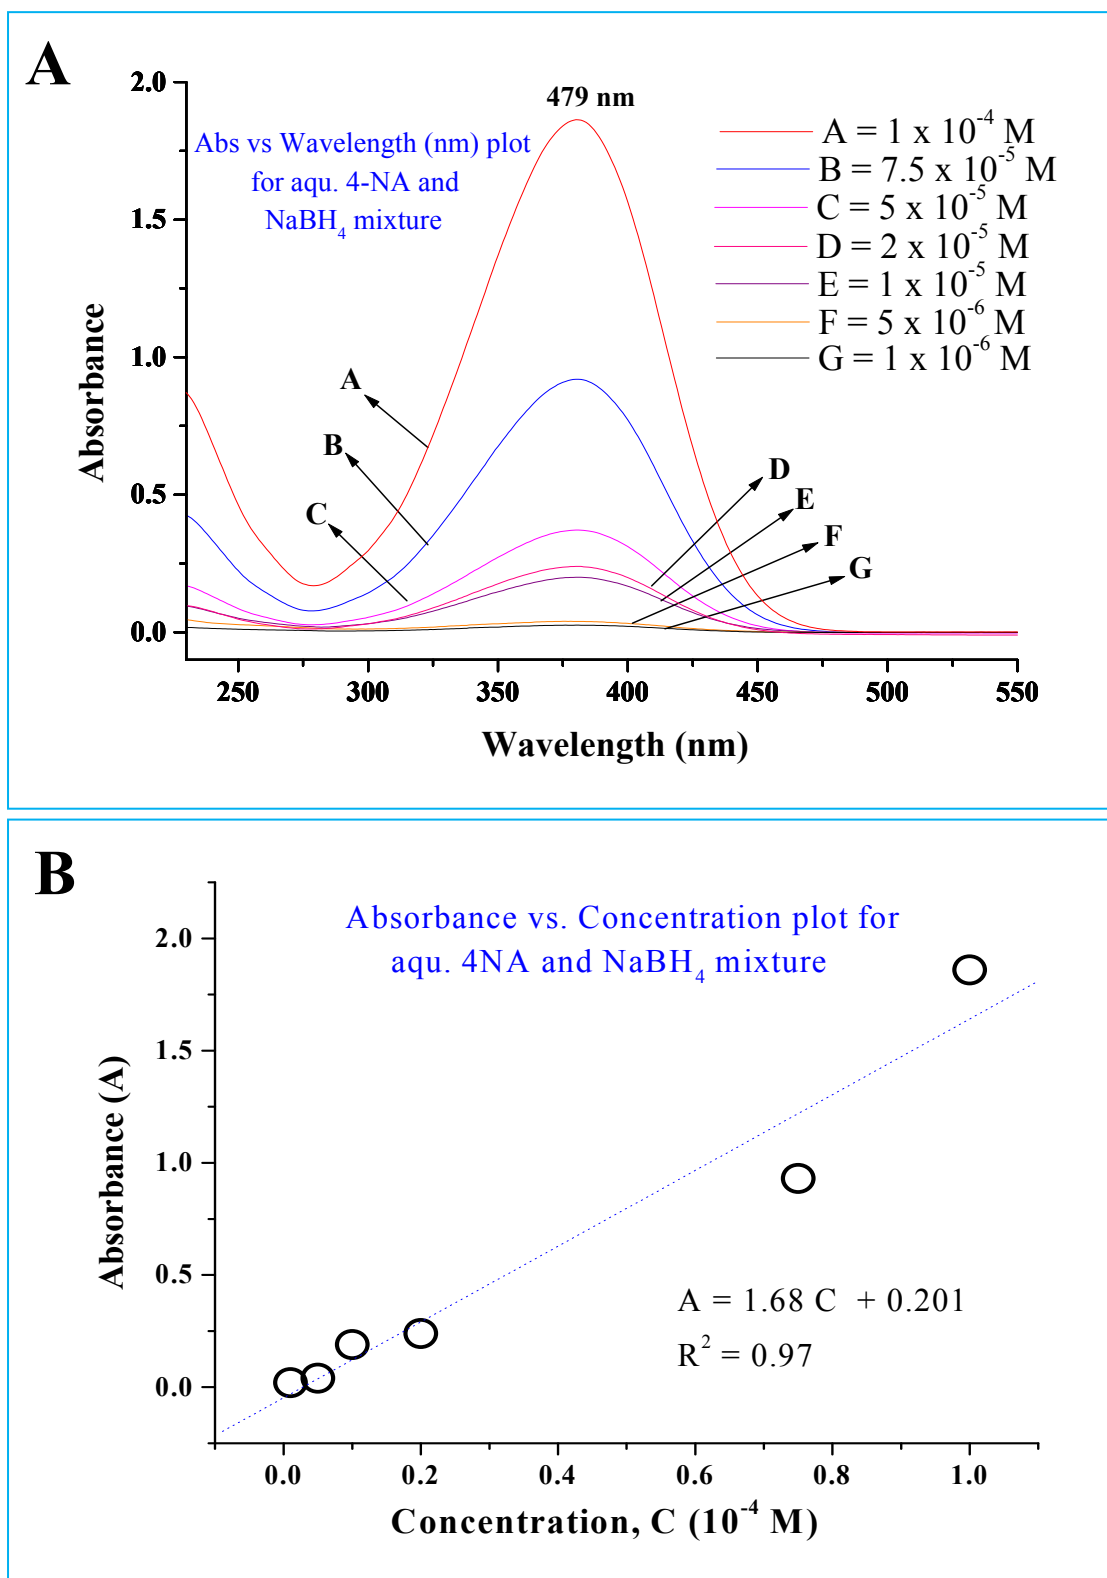 A
479 nm
Abs vs Wavelength (nm) plot
for aqu. 4-NA and
NaBH₄ mixture
A = 1 x 10⁻⁴ M
B = 7.5 x 10⁻⁵ M
C = 5 x 10⁻⁵ M
D = 2 x 10⁻⁵ M
E = 1 x 10⁻⁵ M
F = 5 x 10⁻⁶ M
G = 1 x 10⁻⁶ M
2.0
1.5
1.0
0.5
0.0
Absorbance
A
B
C
D
E
F
G
250 300 350 400 450 500 550
Wavelength (nm)
B
Absorbance vs. Concentration plot for
aqu. 4NA and NaBH₄ mixture
2.0
1.5
1.0
0.5
0.0
Absorbance (A)
A = 1.68 C + 0.201
R² = 0.97
0.0 0.2 0.4 0.6 0.8 1.0
Concentration, C (10⁻⁴ M)